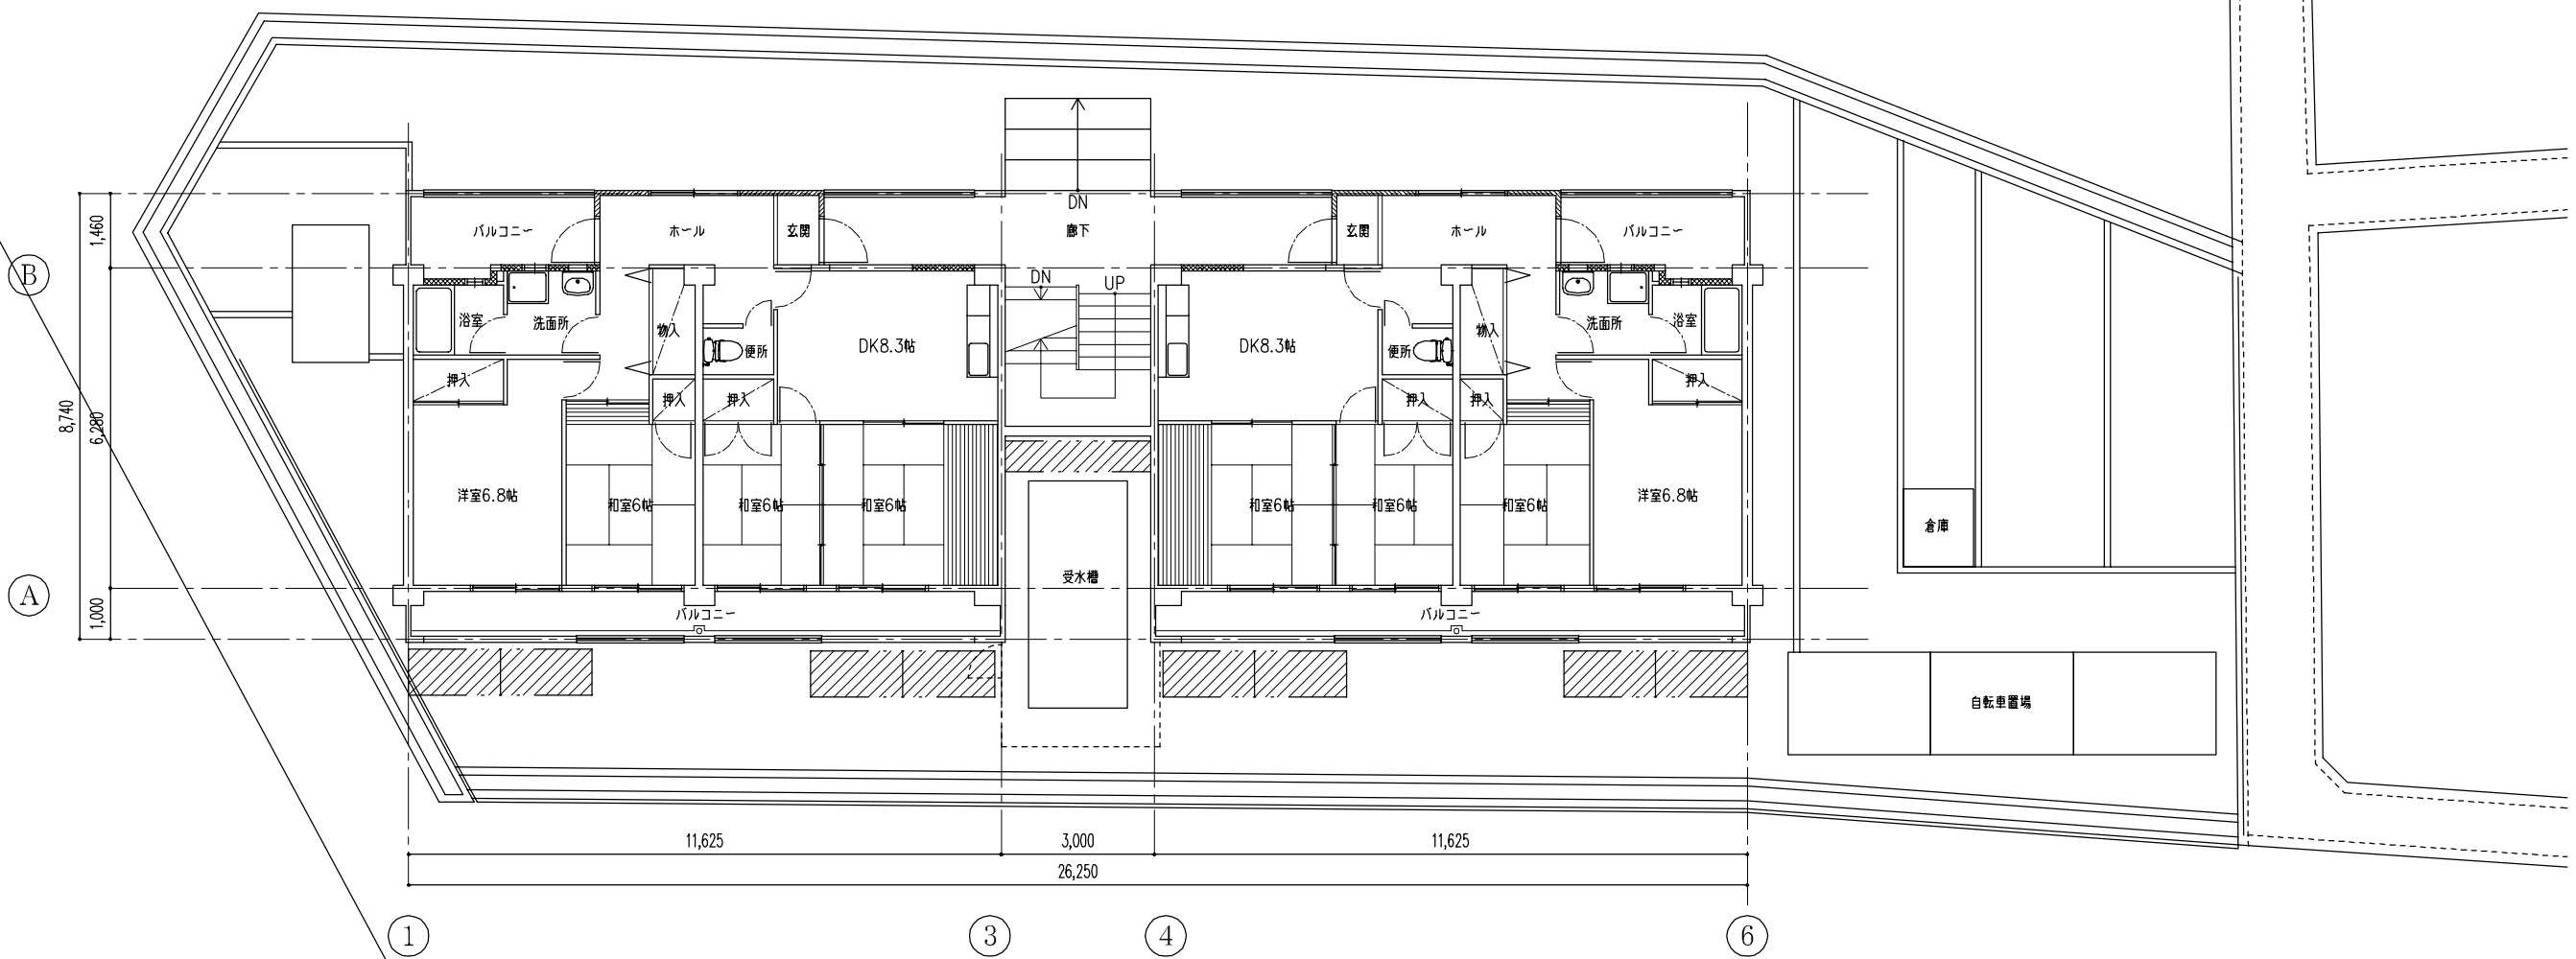 DN
1,460
バルコニー
ホール
玄関
廊下
玄関
ホール
バルコニー
B
DN
UP
浴室
洗面所
物入
便所
DK8.3帖
DK8.3帖
便所
物入
洗面所
浴室
押入
押入
押入
押入
押入
押入
8,740
6,280
洋室6.8帖
和室6帖
和室6帖
和室6帖
和室6帖
和室6帖
和室6帖
洋室6.8帖
倉庫
受水槽
A
1,000
バルコニー
バルコニー
自転車置場
11,625
3,000
11,625
26,250
1
3
4
6